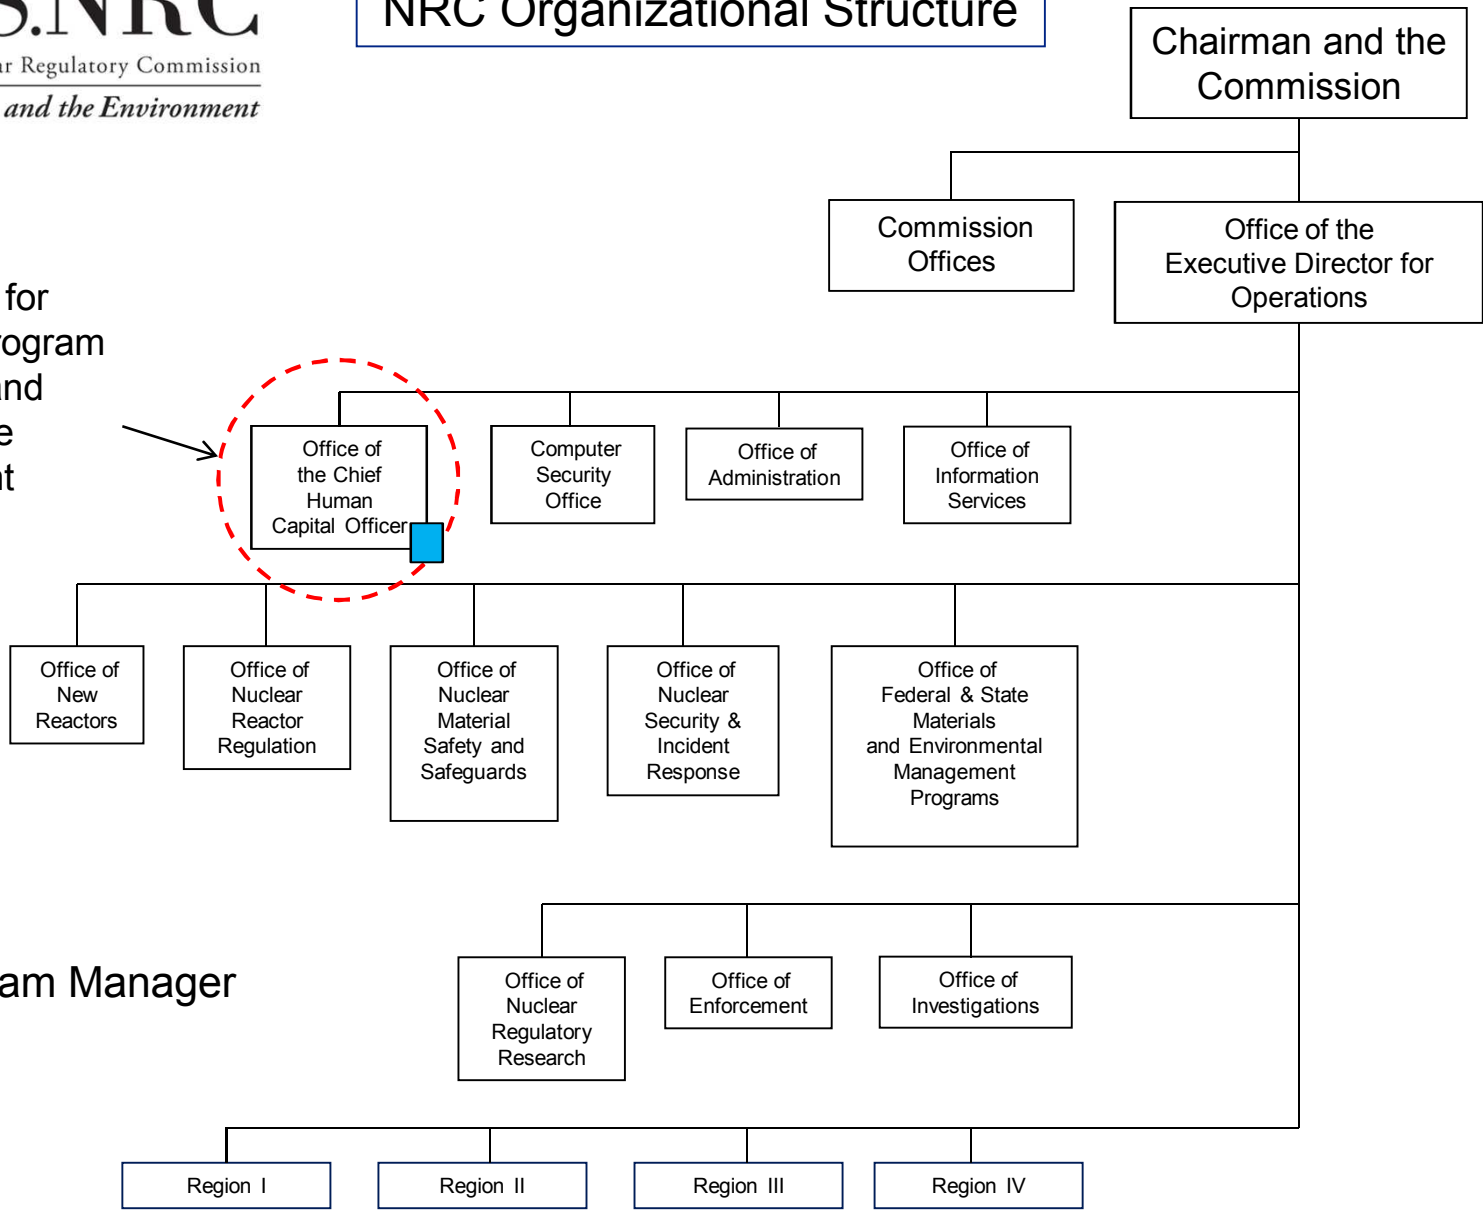 NRC
Regulatory Commission
and the Environment
NRC Organizational Structure
Chairman and the
Commission
Commission
Offices
Office of the
Executive Director for
Operations
for
and
Office of
the Chief
Human
Capital Officer
Computer
Security
Office
Office of
Administration
Office of
Information
Services
Office of
New
Reactors
Office of
Nuclear
Reactor
Regulation
Office of
Nuclear
Material
Safety and
Safeguards
Office of
Nuclear
Security &
Incident
Response
Office of
Federal & State
Materials
and Environmental
Management
Programs
Manager
Office of
Nuclear
Regulatory
Research
Office of
Enforcement
Office of
Investigations
Region I
Region II
Region III
Region IV